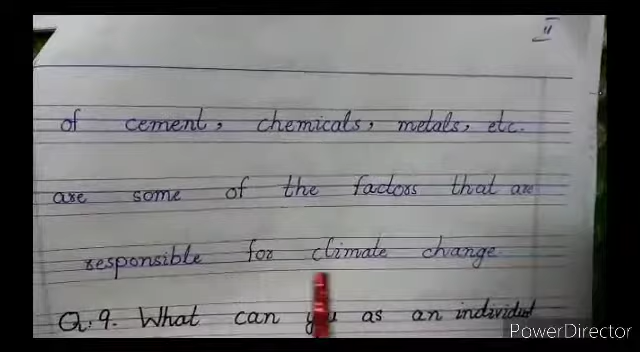 II
of cement, chemicals, metals, etc.
are some of the factors that are
responsible for climate change
Q.9. What can you as an individual
PowerDirector